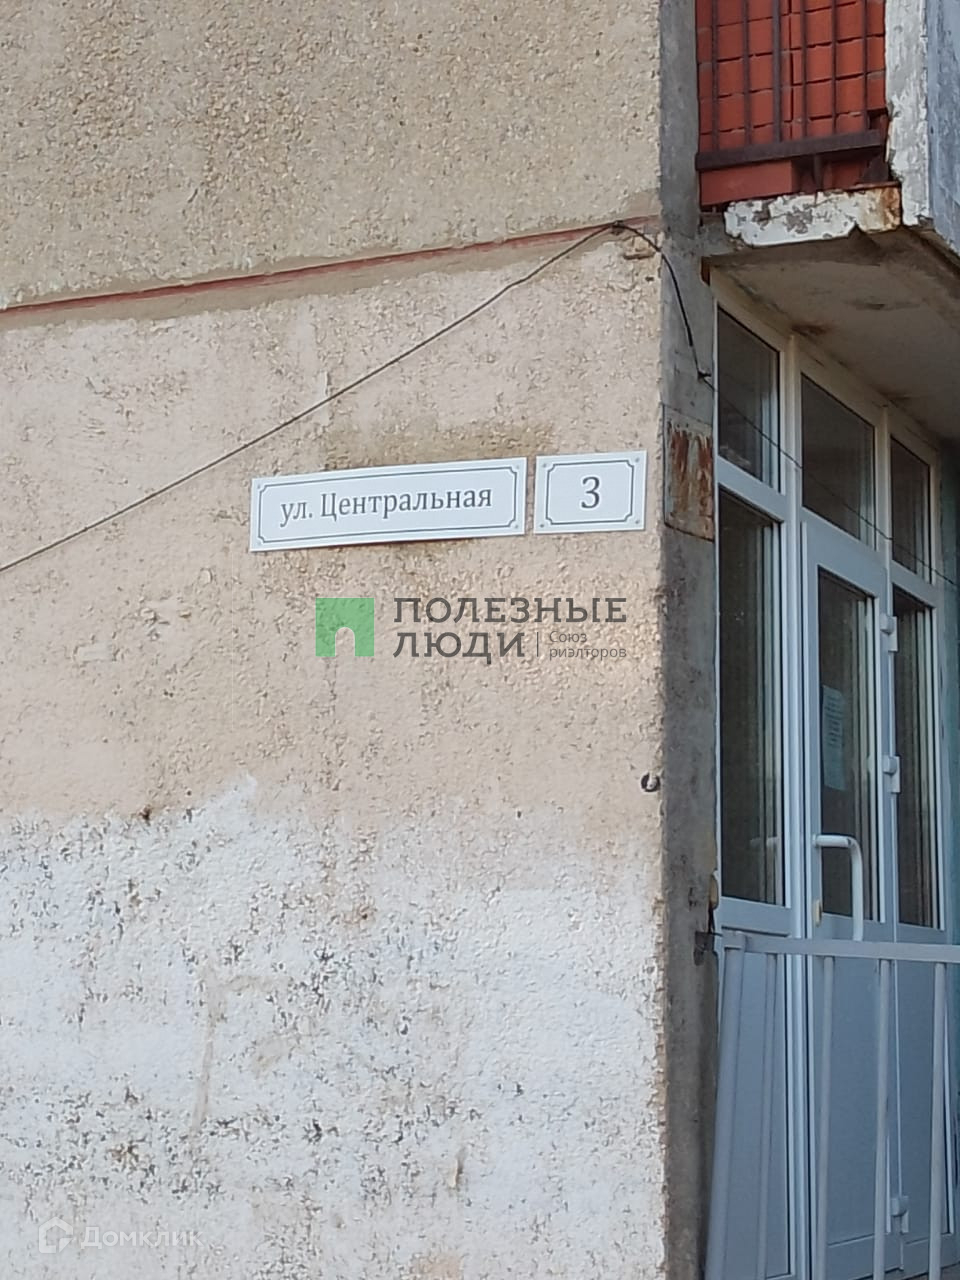 ул. Центральная 3
ПОЛЕЗНЫЕ
ЛЮДИ | Союз
риэлторов
Домклик